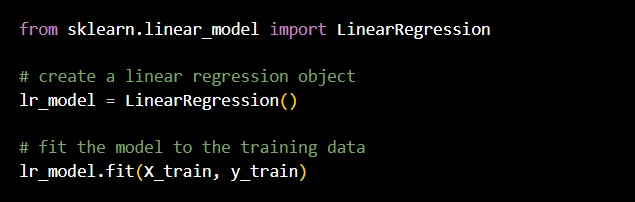 from sklearn.linear_model import LinearRegression
# create a linear regression object
lr_model = LinearRegression()
# fit the model to the training data
lr_model.fit(X_train, y_train)